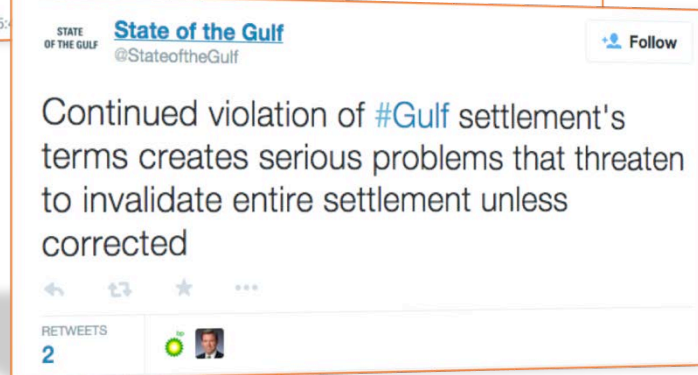 STATE
OF THE GULF
State of the Gulf
@StateoftheGulf
Follow
Continued violation of #Gulf settlement's
terms creates serious problems that threaten
to invalidate entire settlement unless
corrected
RETWEETS
2
bp